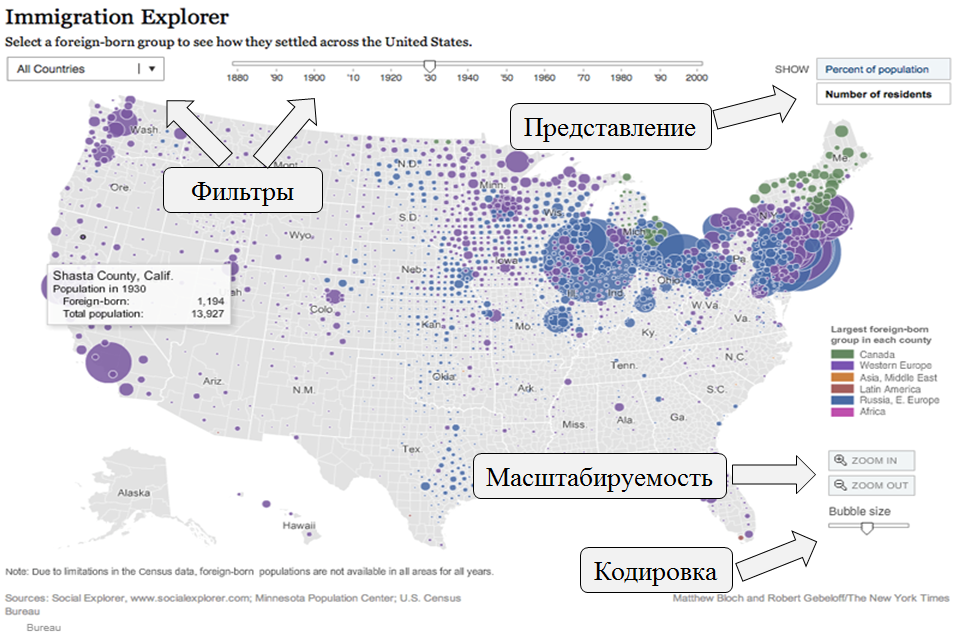 Immigration Explorer
Select a foreign-born group to see how they settled across the United States.
All Countries
1880 '90 1900 '10 1920 '30 1940 '50 1960 '70 1980 '90 2000
SHOW
Percent of population
Number of residents
Представление
Фильтры
Wash.
Mont.
N.D.
Minn.
Me.
Ore.
S.D.
Wis.
Mich.
N.Y.
Wyo.
Neb.
Iowa
Pa.
Shasta County, Calif.
Population in 1930
Foreign-born: 1,194
Total population: 13,927
Colo.
Ill.
Ind.
Ohio
W.Va.
Va.
Kan.
Mo.
Ky.
N.C.
Tenn.
Ariz.
N.M.
Okla.
Ark.
S.C.
Miss.
Ala.
Ga.
Tex.
Largest foreign-born
group in each county
Canada
Western Europe
Asia, Middle East
Latin America
Russia, E. Europe
Africa
Масштабируемость
ZOOM IN
ZOOM OUT
Bubble size
Alaska
Hawaii
Кодировка
Note: Due to limitations in the Census data, foreign-born populations are not available in all areas for all years.
Sources: Social Explorer, www.socialexplorer.com; Minnesota Population Center; U.S. Census
Bureau
Matthew Bloch and Robert Gebeloff/The New York Times
Bureau